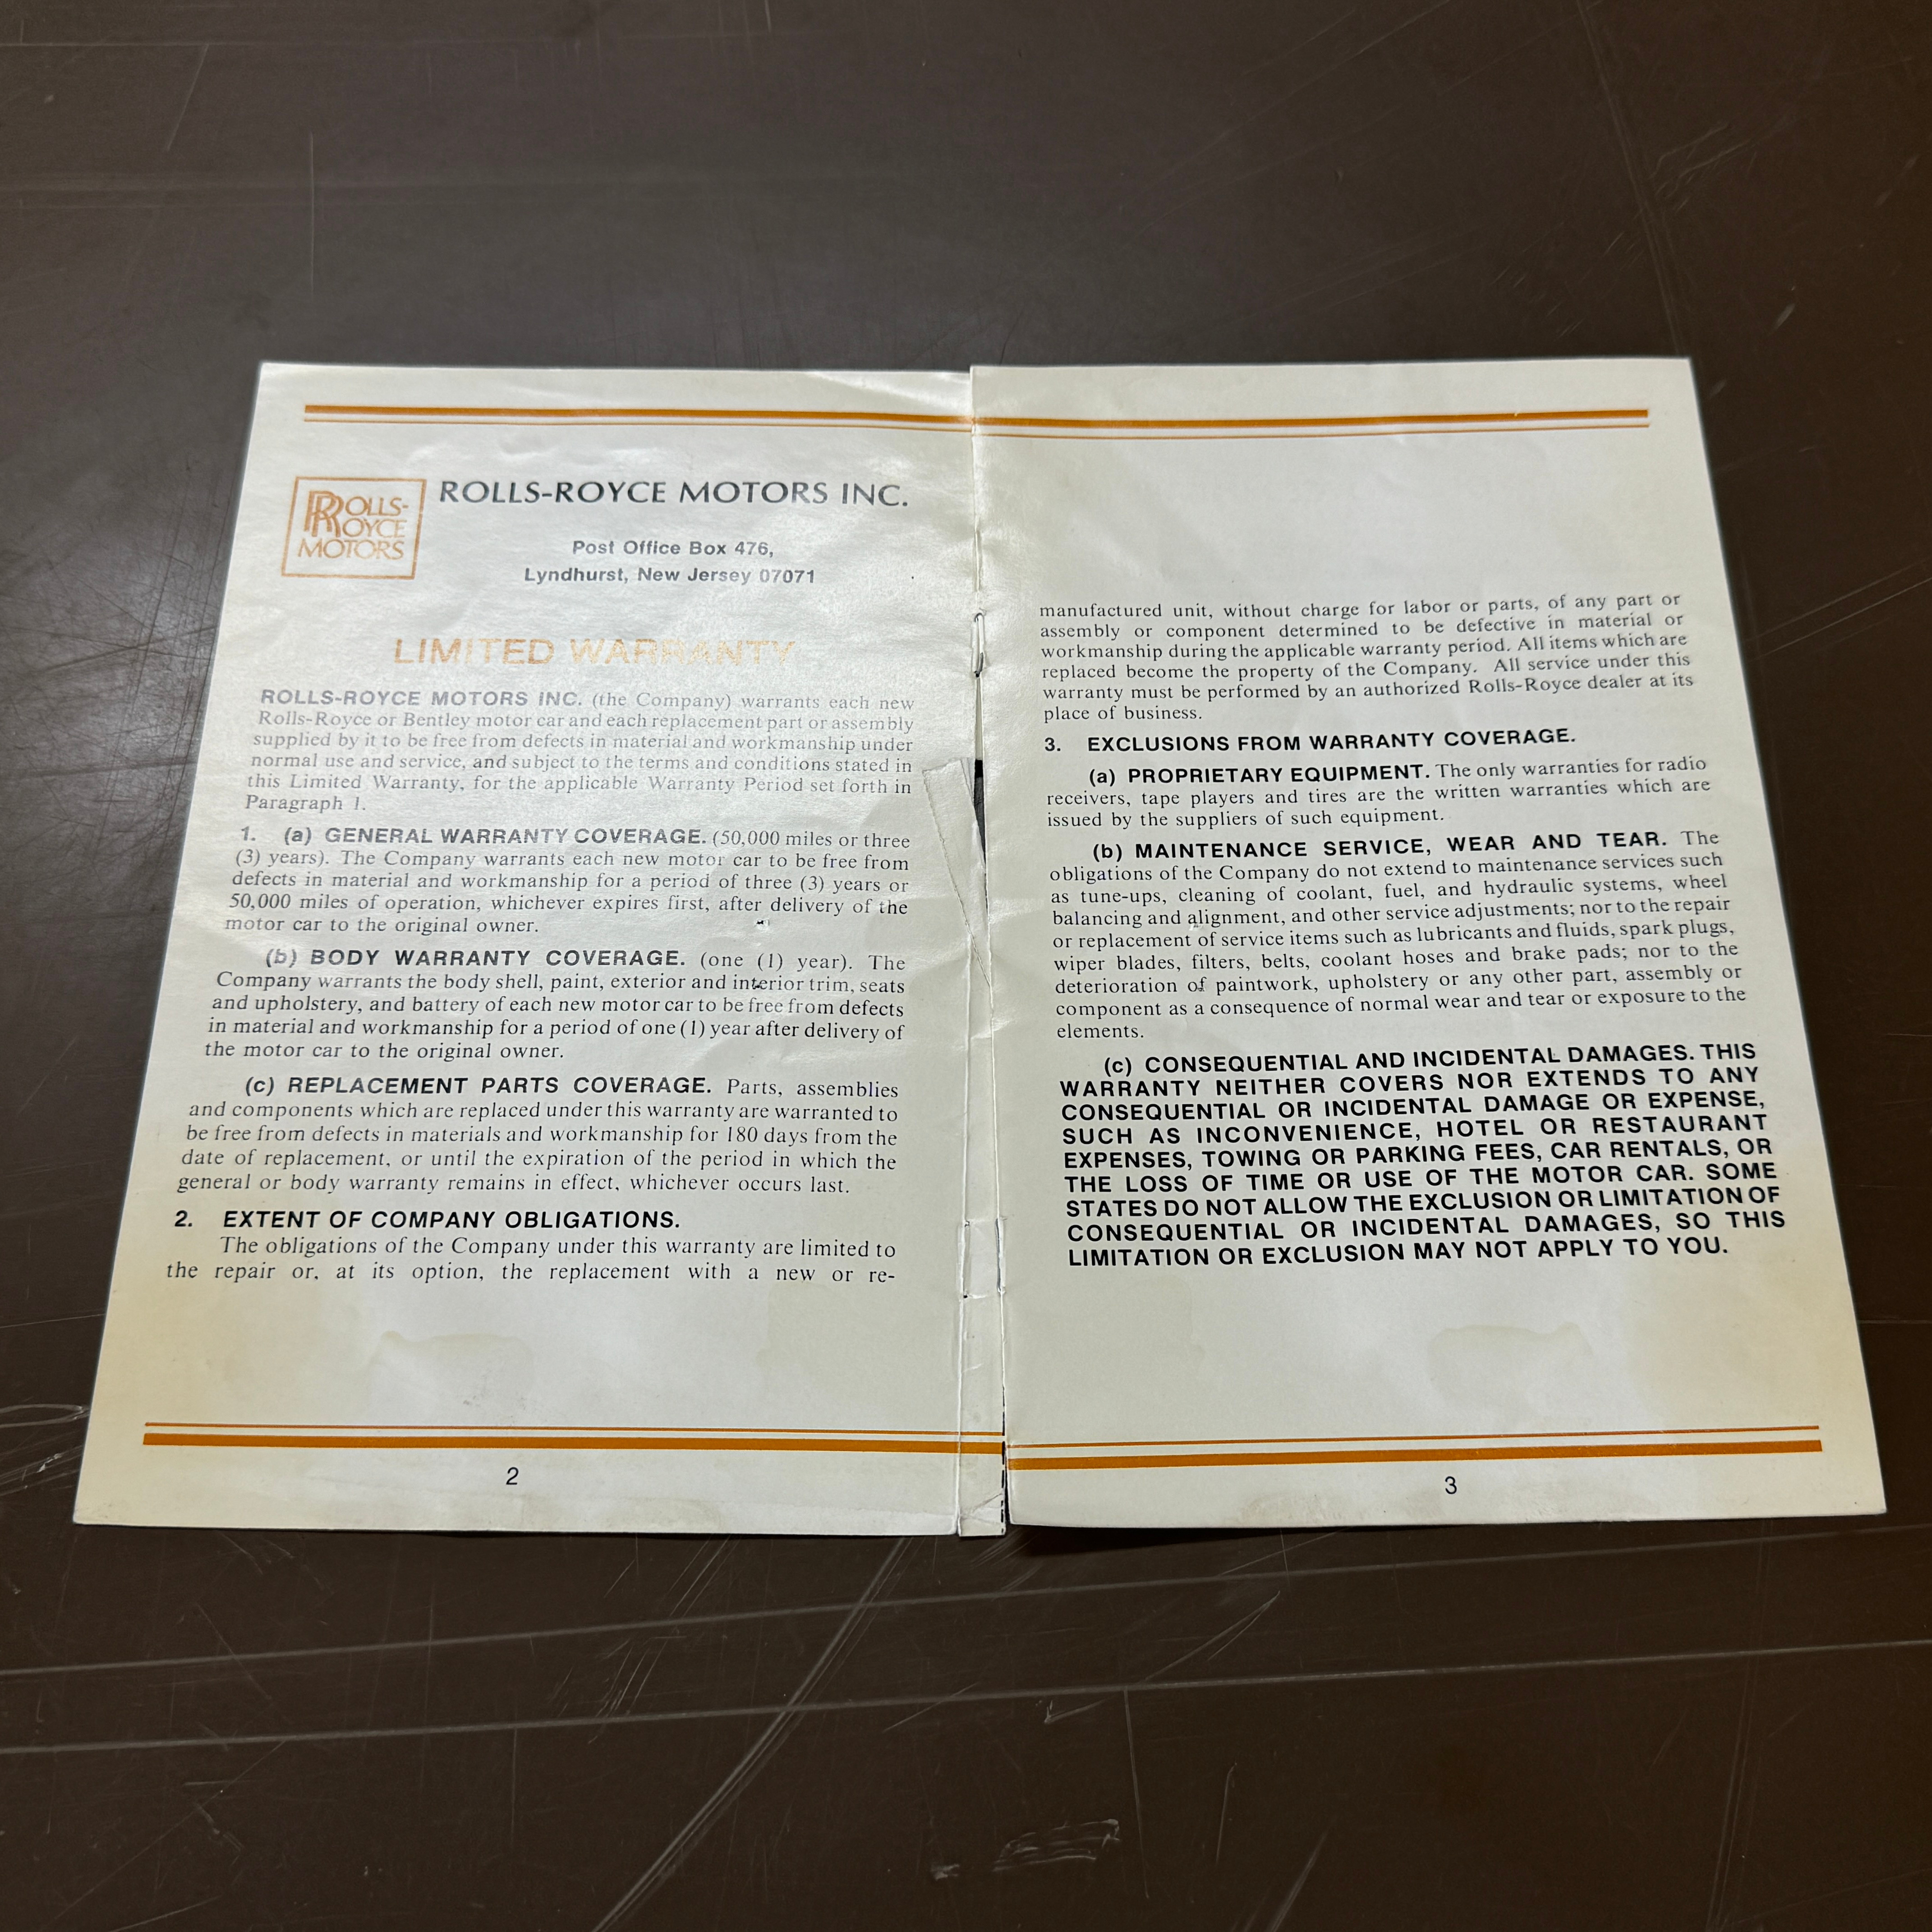 ROLLS-
ROYCE
MOTORS
ROLLS-ROYCE MOTORS INC.
Post Office Box 476,
Lyndhurst, New Jersey 07071
LIMITED WARRANTY
ROLLS-ROYCE MOTORS INC. (the Company) warrants each new
Rolls-Royce or Bentley motor car and each replacement part or assembly
supplied by it to be free from defects in material and workmanship under
normal use and service, and subject to the terms and conditions stated in
this Limited Warranty, for the applicable Warranty Period set forth in
Paragraph 1.
1. (a) GENERAL WARRANTY COVERAGE. (50,000 miles or three
(3) years). The Company warrants each new motor car to be free from
defects in material and workmanship for a period of three (3) years or
50,000 miles of operation, whichever expires first, after delivery of the
motor car to the original owner.
(b) BODY WARRANTY COVERAGE. (one (1) year). The
Company warrants the body shell, paint, exterior and interior trim, seats
and upholstery, and battery of each new motor car to be free from defects
in material and workmanship for a period of one (1) year after delivery of
the motor car to the original owner.
(c) REPLACEMENT PARTS COVERAGE. Parts, assemblies
and components which are replaced under this warranty are warranted to
be free from defects in materials and workmanship for 180 days from the
date of replacement, or until the expiration of the period in which the
general or body warranty remains in effect, whichever occurs last.
2. EXTENT OF COMPANY OBLIGATIONS.
The obligations of the Company under this warranty are limited to
the repair or, at its option, the replacement with a new or re-
2
manufactured unit, without charge for labor or parts, of any part or
assembly or component determined to be defective in material or
workmanship during the applicable warranty period. All items which are
replaced become the property of the Company. All service under this
warranty must be performed by an authorized Rolls-Royce dealer at its
place of business.
3. EXCLUSIONS FROM WARRANTY COVERAGE.
(a) PROPRIETARY EQUIPMENT. The only warranties for radio
receivers, tape players and tires are the written warranties which are
issued by the suppliers of such equipment.
(b) MAINTENANCE SERVICE, WEAR AND TEAR. The
obligations of the Company do not extend to maintenance services such
as tune-ups, cleaning of coolant, fuel, and hydraulic systems, wheel
balancing and alignment, and other service adjustments; nor to the repair
or replacement of service items such as lubricants and fluids, spark plugs,
wiper blades, filters, belts, coolant hoses and brake pads; nor to the
deterioration of paintwork, upholstery or any other part, assembly or
component as a consequence of normal wear and tear or exposure to the
elements.
(c) CONSEQUENTIAL AND INCIDENTAL DAMAGES. THIS
WARRANTY NEITHER COVERS NOR EXTENDS TO ANY
CONSEQUENTIAL OR INCIDENTAL DAMAGE OR EXPENSE,
SUCH AS INCONVENIENCE, HOTEL OR RESTAURANT
EXPENSES, TOWING OR PARKING FEES, CAR RENTALS, OR
THE LOSS OF TIME OR USE OF THE MOTOR CAR. SOME
STATES DO NOT ALLOW THE EXCLUSION OR LIMITATION OF
CONSEQUENTIAL OR INCIDENTAL DAMAGES, SO THIS
LIMITATION OR EXCLUSION MAY NOT APPLY TO YOU.
3